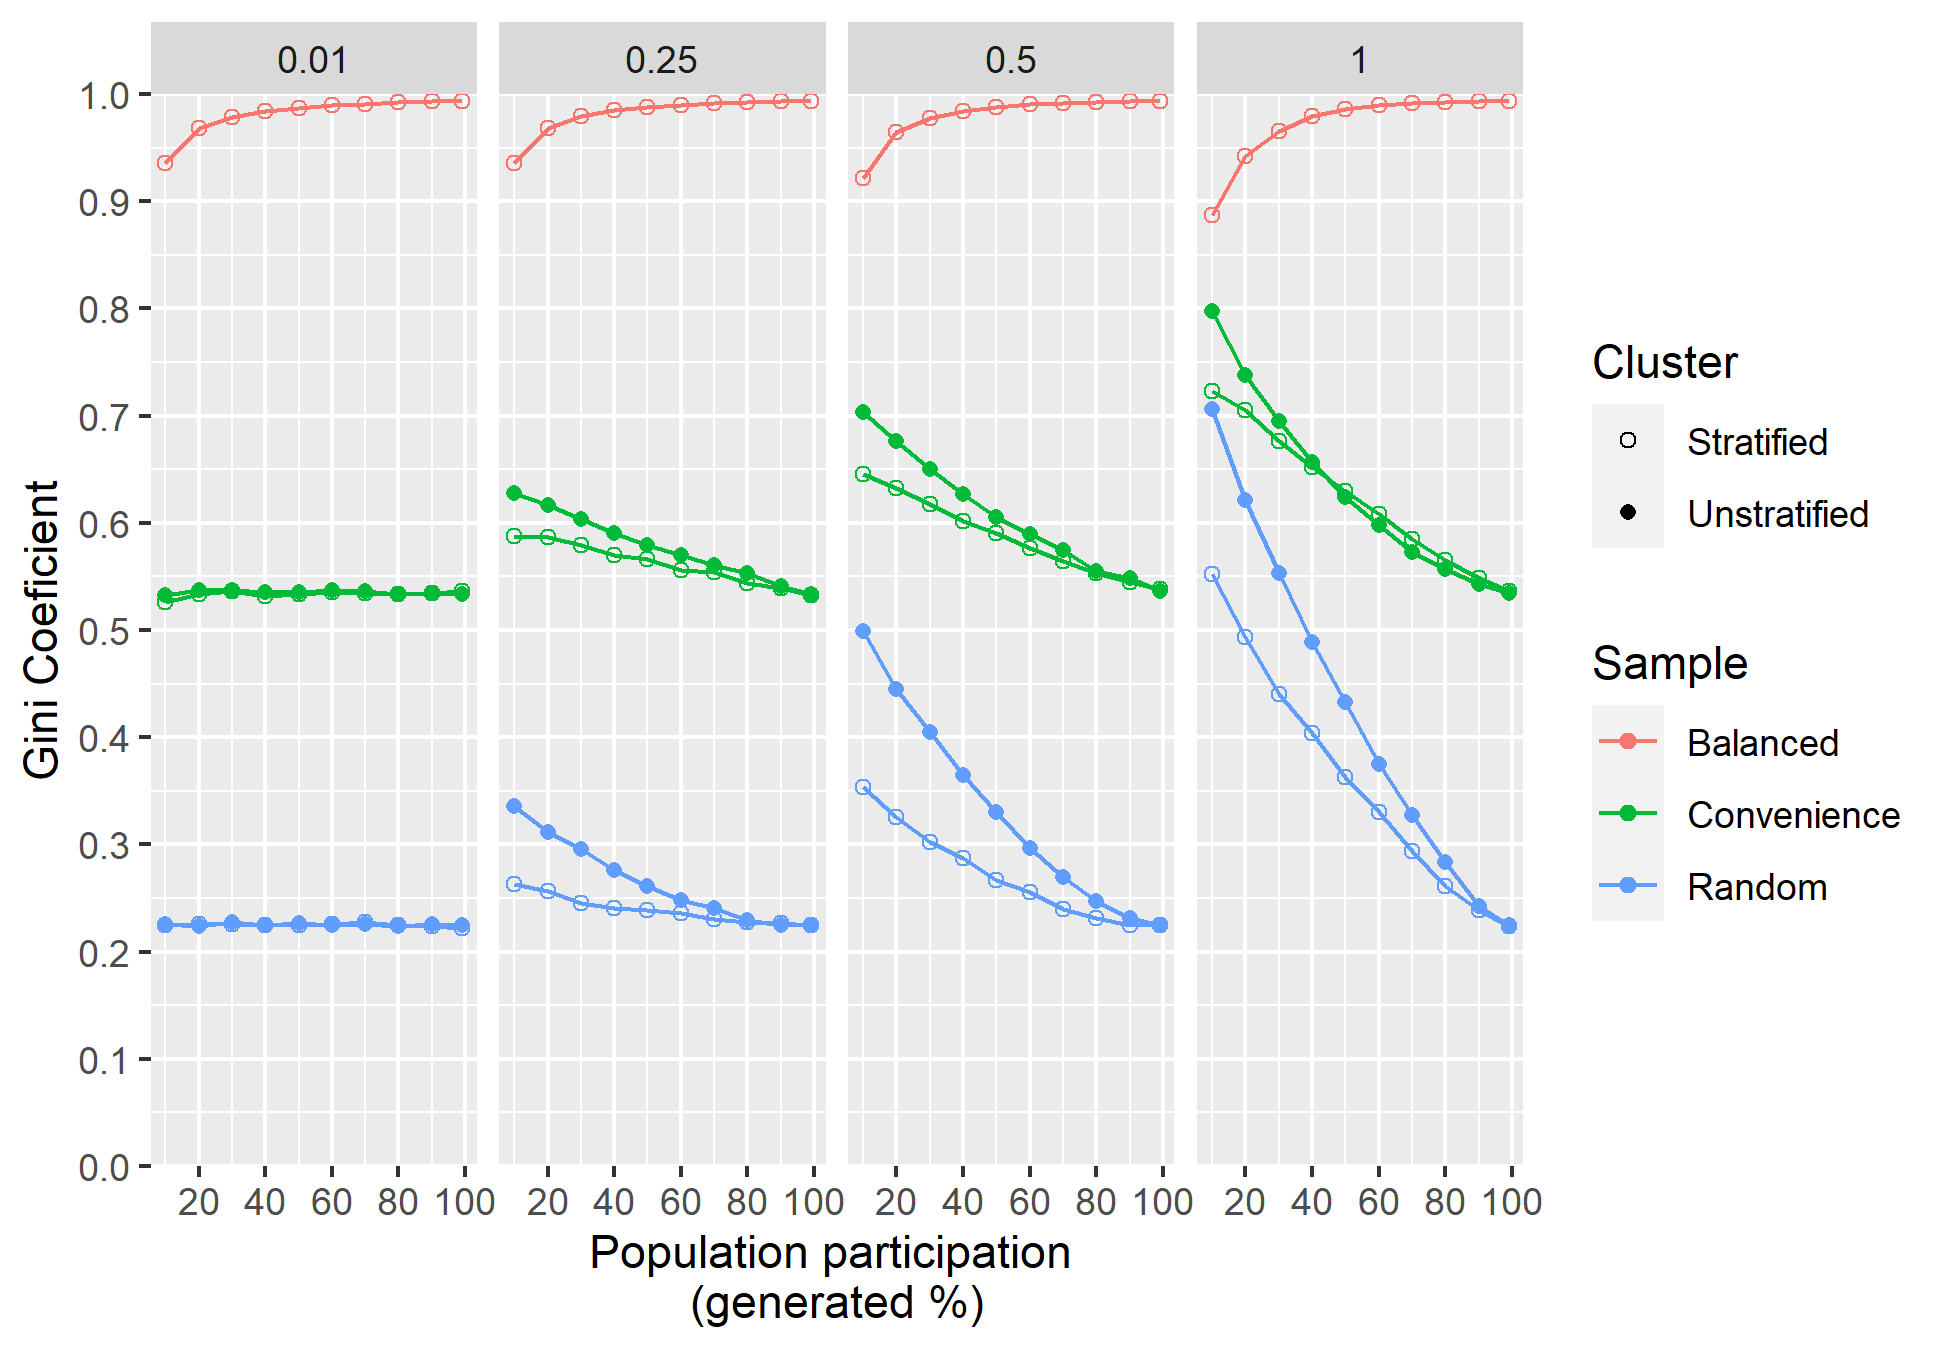 0.01 0.25 0.5 1
1.0
0.9
0.8
0.7
0.6
0.5
0.4
0.3
0.2
0.1
0.0
Gini Coeficient
20 40 60 80 100 20 40 60 80 100 20 40 60 80 100 20 40 60 80 100
Population participation
(generated %)
Cluster
Stratified
Unstratified
Sample
Balanced
Convenience
Random